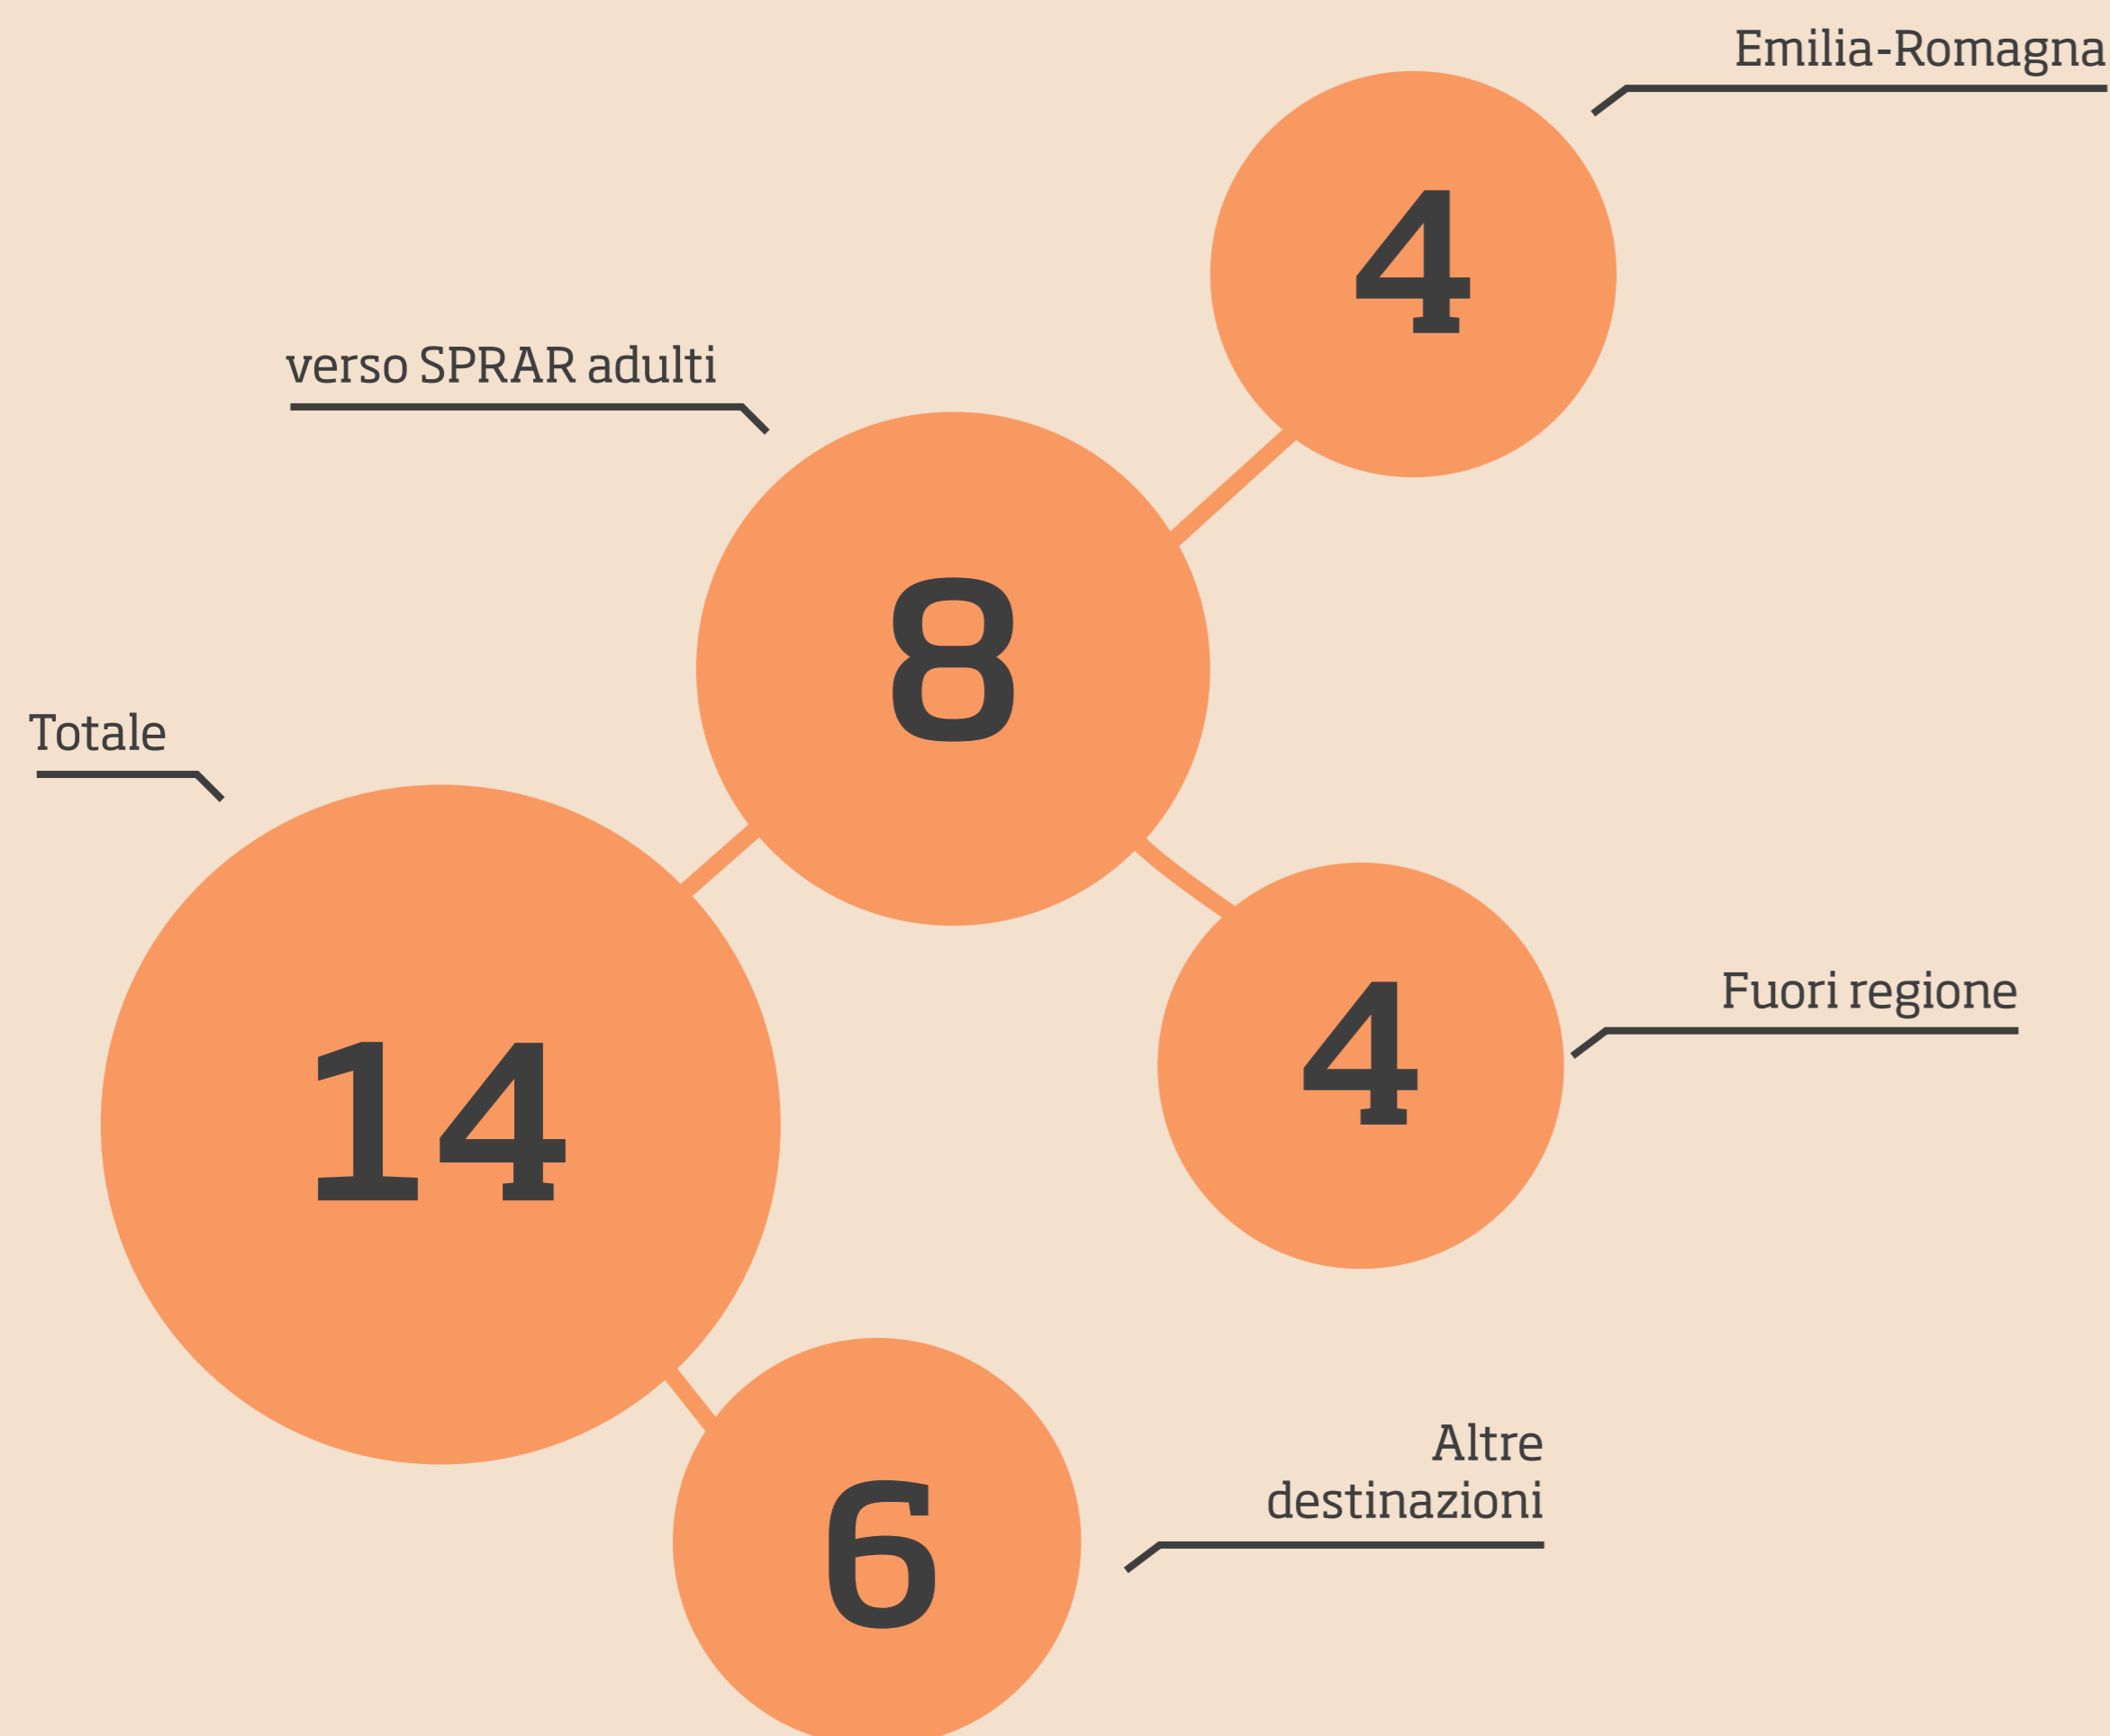 Emilia-Romagna
4
verso SPRAR adulti
8
Totale
14
Fuori regione
4
Altre
destinazioni
6